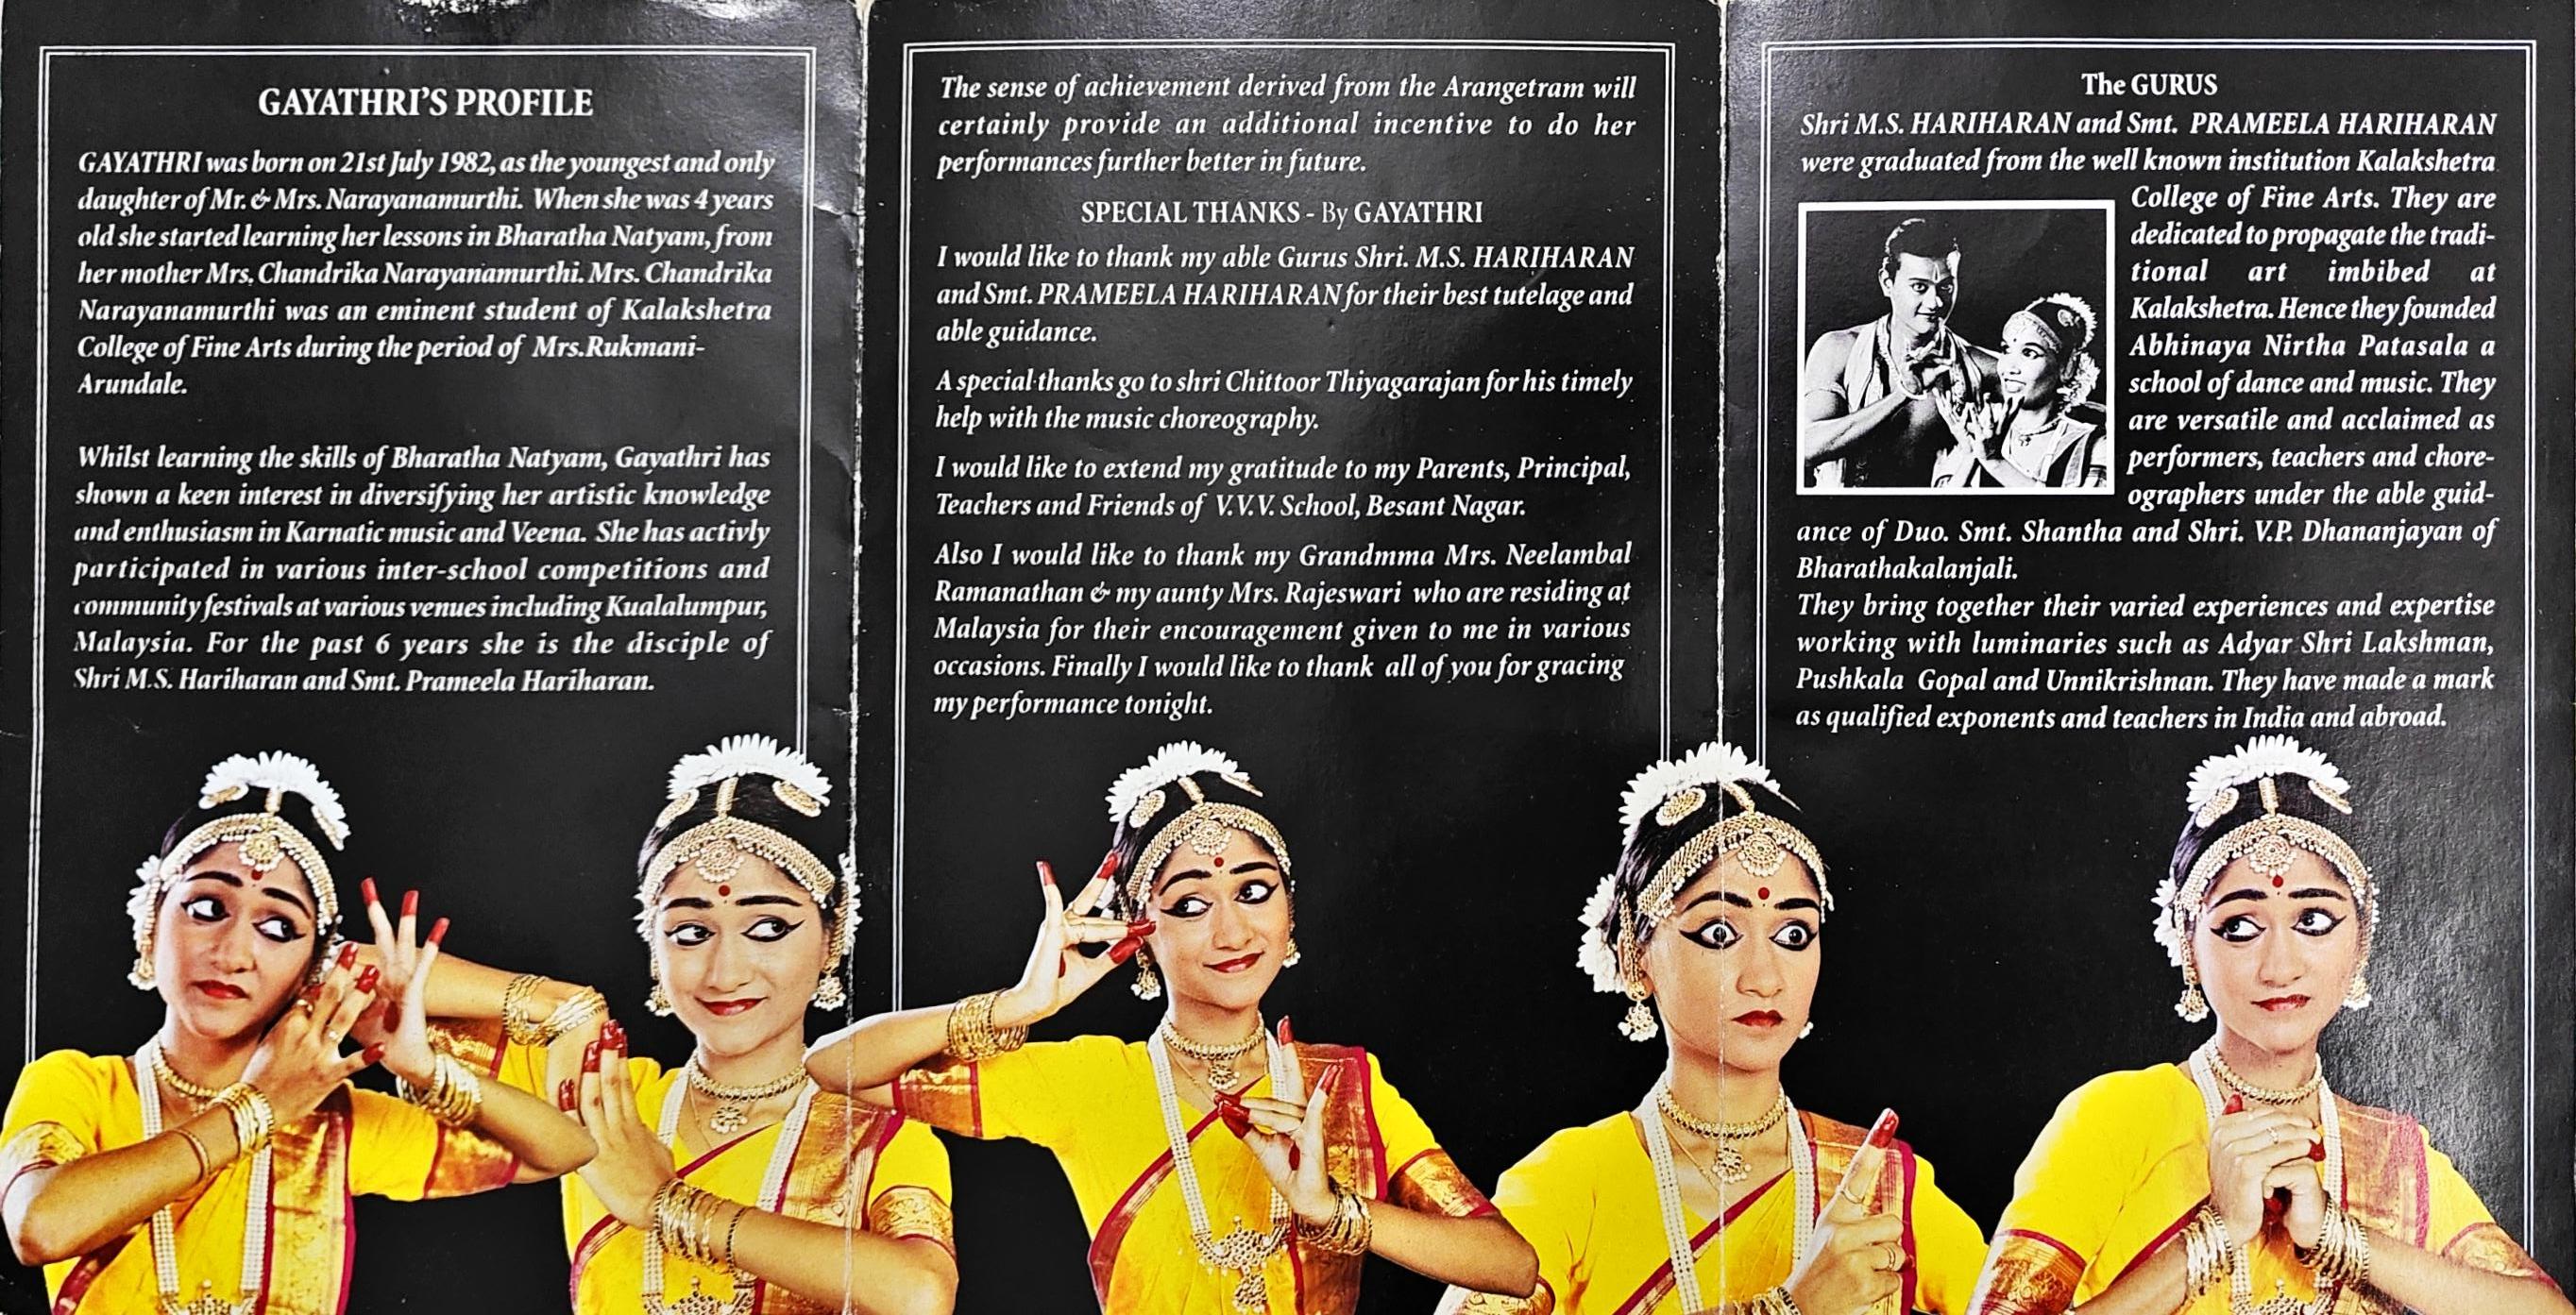 GAYATHRI'S PROFILE
GAYATHRI was born on 21st July 1982, as the youngest and only
daughter of Mr. & Mrs. Narayanamurthi. When she was 4 years
old she started learning her lessons in Bharatha Natyam, from
her mother Mrs. Chandrika Narayanamurthi. Mrs. Chandrika
Narayanamurthi was an eminent student of Kalakshetra
College of Fine Arts during the period of Mrs.Rukmani-
Arundale.
Whilst learning the skills of Bharatha Natyam, Gayathri has
shown a keen interest in diversifying her artistic knowledge
and enthusiasm in Karnatic music and Veena. She has activly
participated in various inter-school competitions and
community festivals at various venues including Kualalumpur,
Malaysia. For the past 6 years she is the disciple of
Shri M.S. Hariharan and Smt. Prameela Hariharan.
The sense of achievement derived from the Arangetram will
certainly provide an additional incentive to do her
performances further better in future.
SPECIAL THANKS - By GAYATHRI
I would like to thank my able Gurus Shri. M.S. HARIHARAN
and Smt. PRAMEELA HARIHARAN for their best tutelage and
able guidance.
A special thanks go to shri Chittoor Thiyagarajan for his timely
help with the music choreography.
I would like to extend my gratitude to my Parents, Principal,
Teachers and Friends of V.V.V. School, Besant Nagar.
Also I would like to thank my Grandmma Mrs. Neelambal
Ramanathan & my aunty Mrs. Rajeswari who are residing at
Malaysia for their encouragement given to me in various
occasions. Finally I would like to thank all of you for gracing
my performance tonight.
The GURUS
Shri M.S. HARIHARAN and Smt. PRAMEELA HARIHARAN
were graduated from the well known institution Kalakshetra
College of Fine Arts. They are
dedicated to propagate the tradi-
tional art imbibed at
Kalakshetra. Hence they founded
Abhinaya Nirtha Patasala a
school of dance and music. They
are versatile and acclaimed as
performers, teachers and chore-
ographers under the able guid-
ance of Duo. Smt. Shantha and Shri. V.P. Dhananjayan of
Bharathakalanjali.
They bring together their varied experiences and expertise
working with luminaries such as Adyar Shri Lakshman,
Pushkala Gopal and Unnikrishnan. They have made a mark
as qualified exponents and teachers in India and abroad.